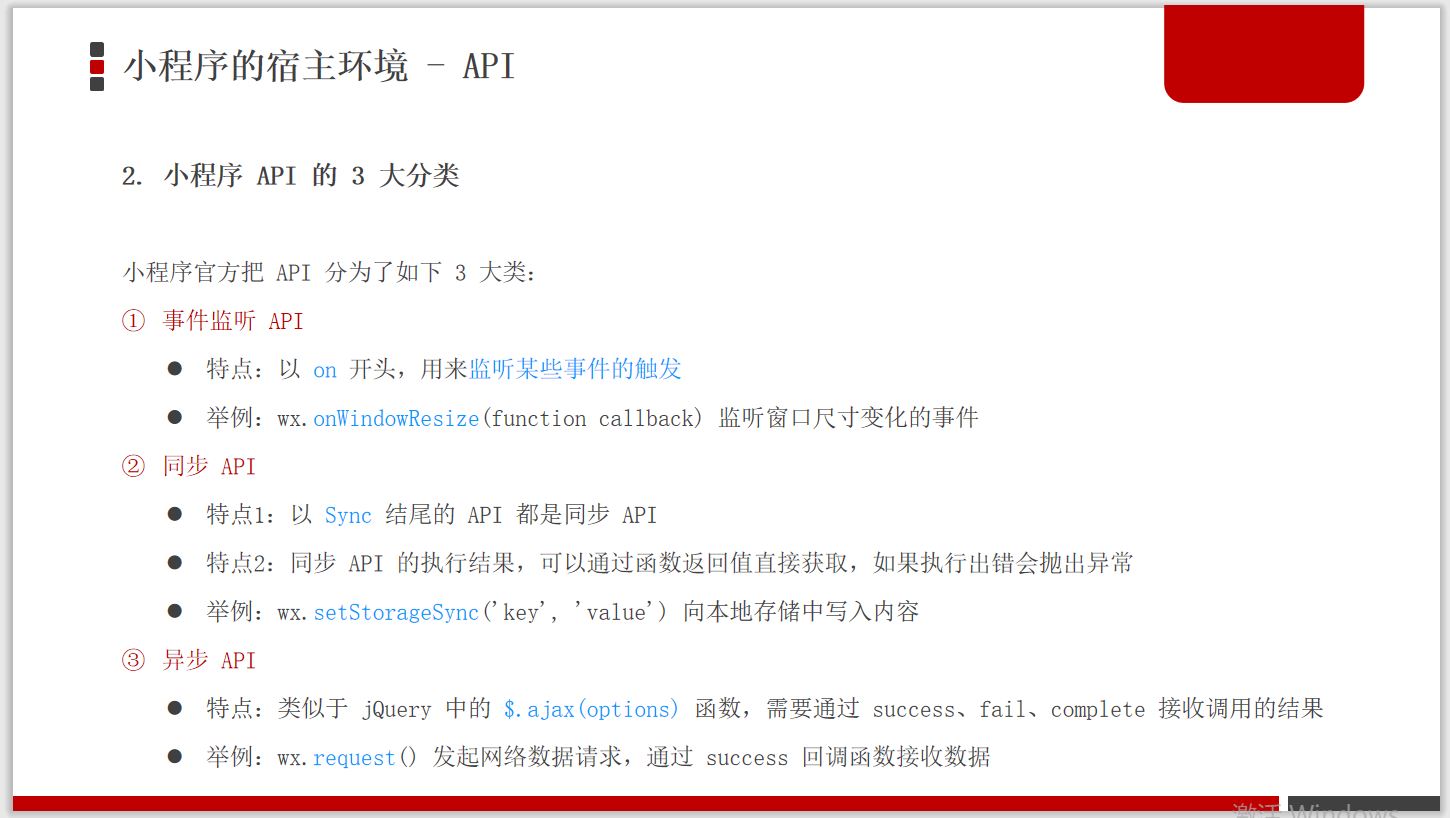 小程序的宿主环境 - API
2. 小程序 API 的 3 大分类
小程序官方把 API 分为了如下 3 大类：
① 事件监听 API
● 特点：以 on 开头，用来监听某些事件的触发
● 举例：wx.onWindowResize(function callback) 监听窗口尺寸变化的事件
② 同步 API
● 特点1：以 Sync 结尾的 API 都是同步 API
● 特点2：同步 API 的执行结果，可以通过函数返回值直接获取，如果执行出错会抛出异常
● 举例：wx.setStorageSync('key', 'value') 向本地存储中写入内容
③ 异步 API
● 特点：类似于 jQuery 中的 $.ajax(options) 函数，需要通过 success、fail、complete 接收调用的结果
● 举例：wx.request() 发起网络数据请求，通过 success 回调函数接收数据
激活 Windows